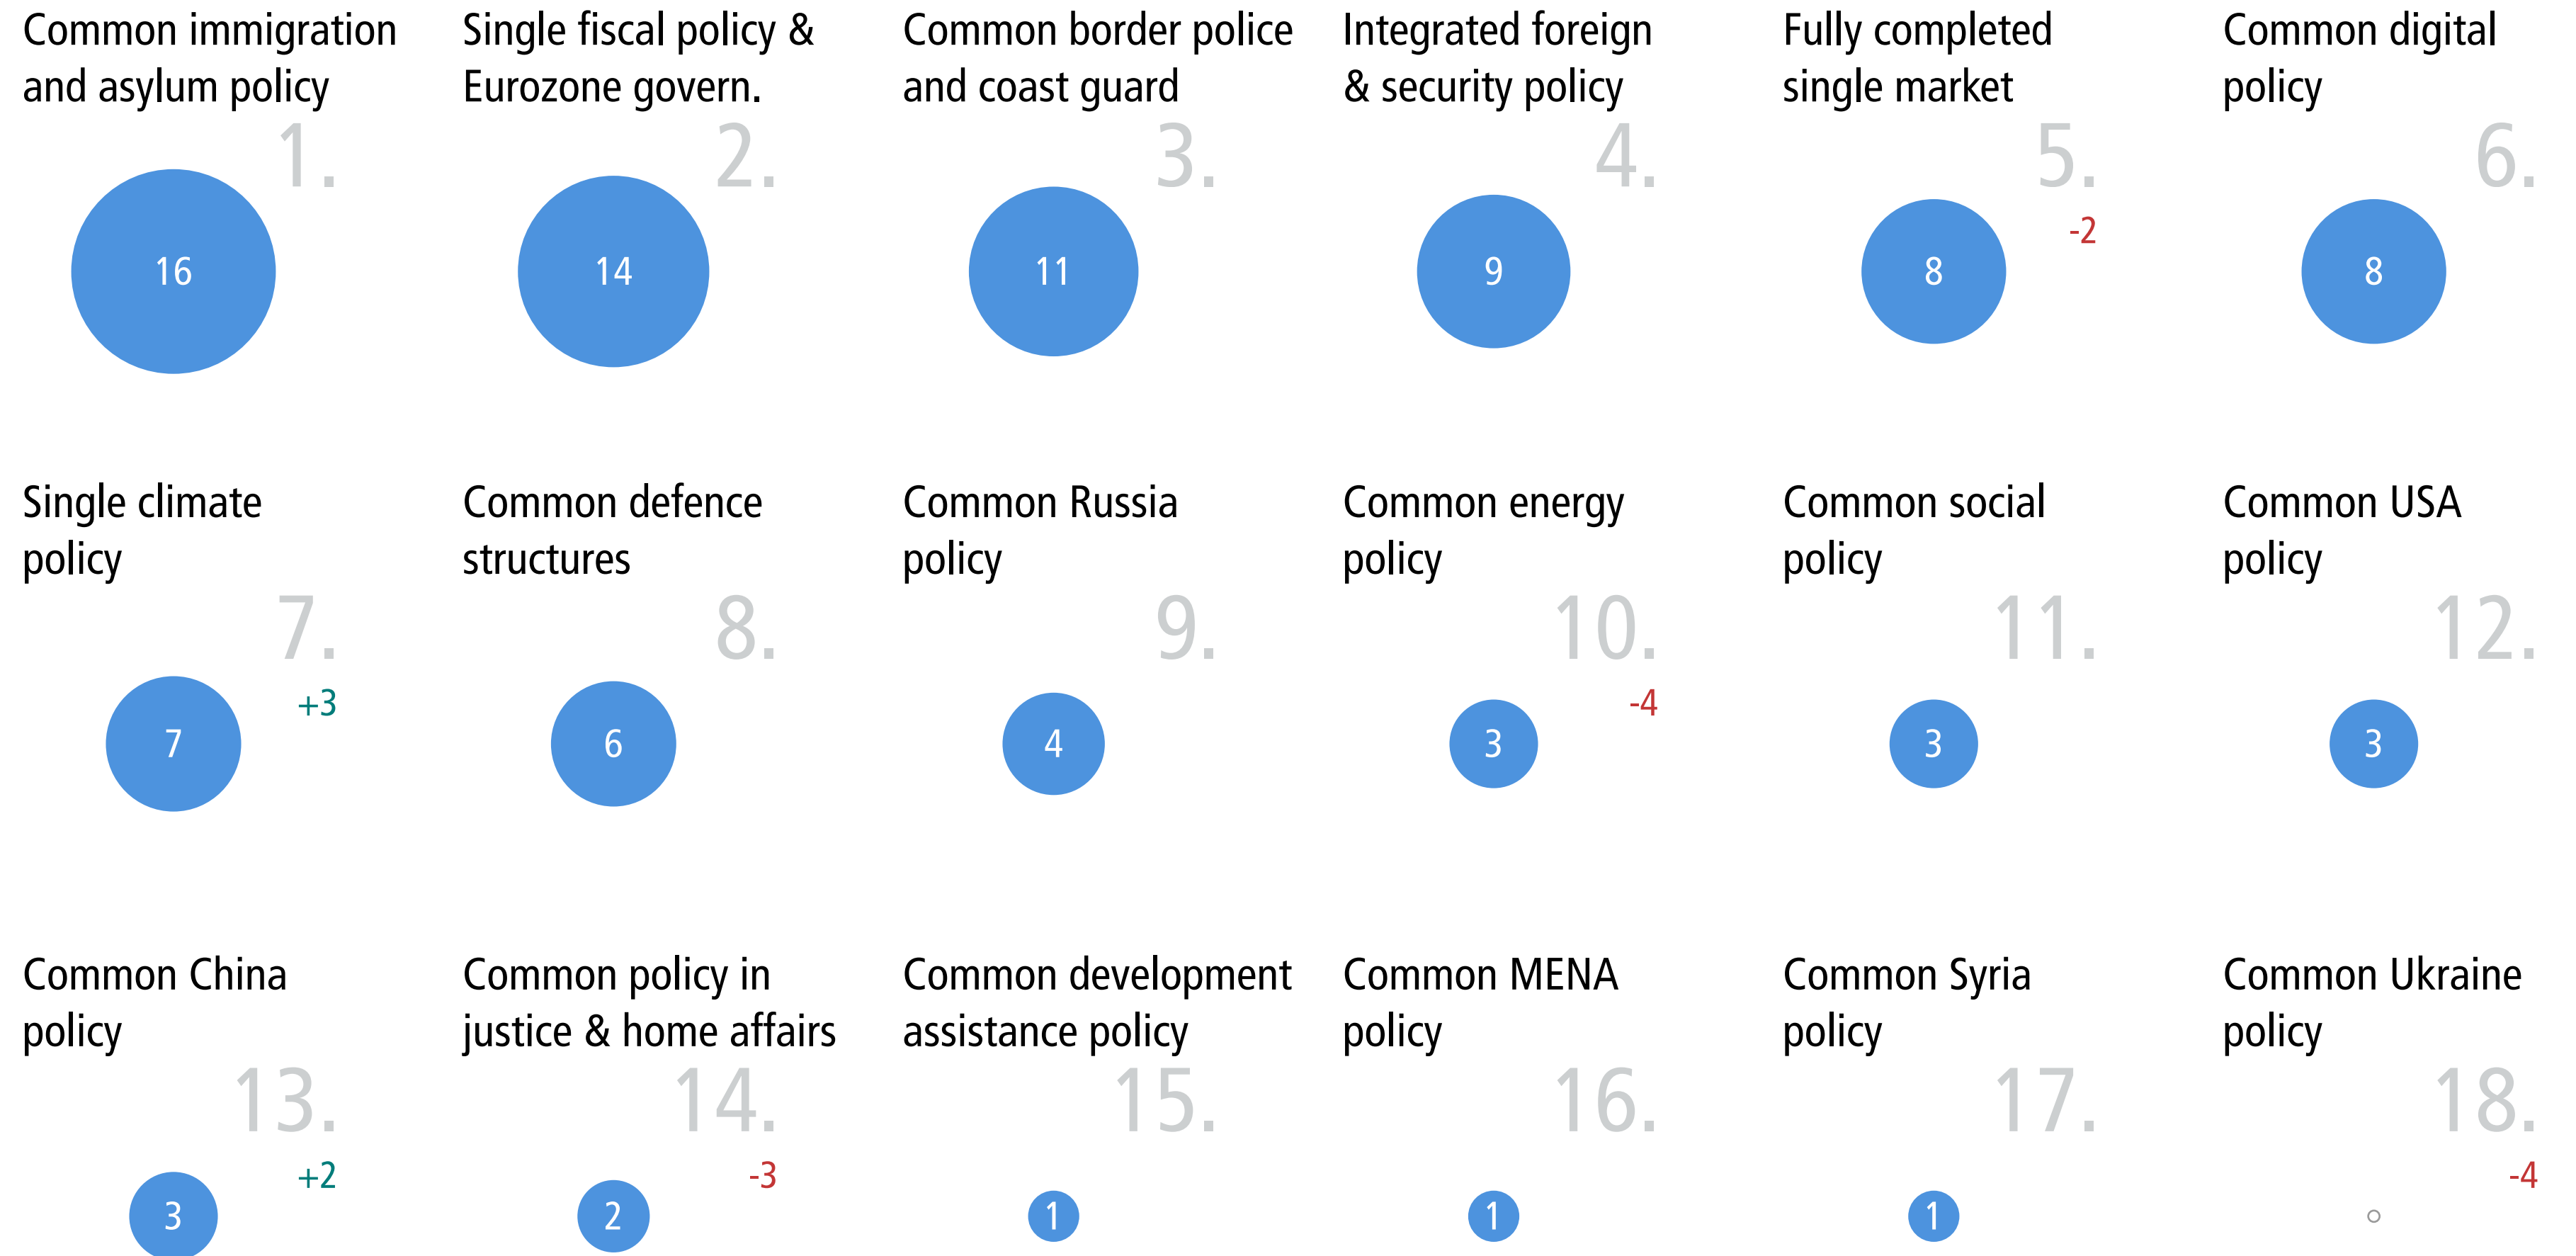 Common immigration
and asylum policy
1.
16
Single fiscal policy &
Eurozone govern.
2.
14
Common border police
and coast guard
3.
11
Integrated foreign
& security policy
4.
9
Fully completed
single market
5.
-2
8
Common digital
policy
6.
8
Single climate
policy
7.
+3
7
Common defence
structures
8.
6
Common Russia
policy
9.
4
Common energy
policy
10.
-4
3
Common social
policy
11.
3
Common USA
policy
12.
3
Common China
policy
13.
+2
3
Common policy in
justice & home affairs
14.
-3
2
Common development
assistance policy
15.
1
Common MENA
policy
16.
1
Common Syria
policy
17.
1
Common Ukraine
policy
18.
-4